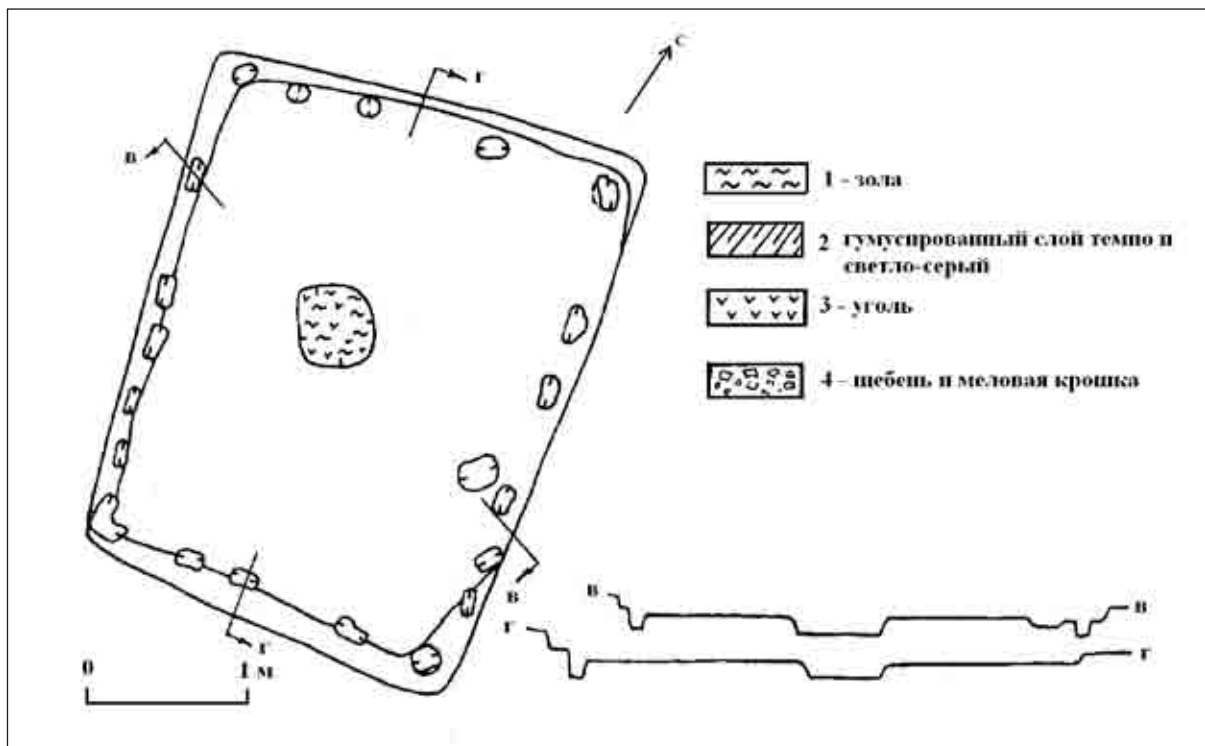 с
г
в
1 - зола
2 гумусированный слой темно и
светло-серый
3 - уголь
4 - щебень и меловая крошка
в
г
0
1 м
в
в
г
г